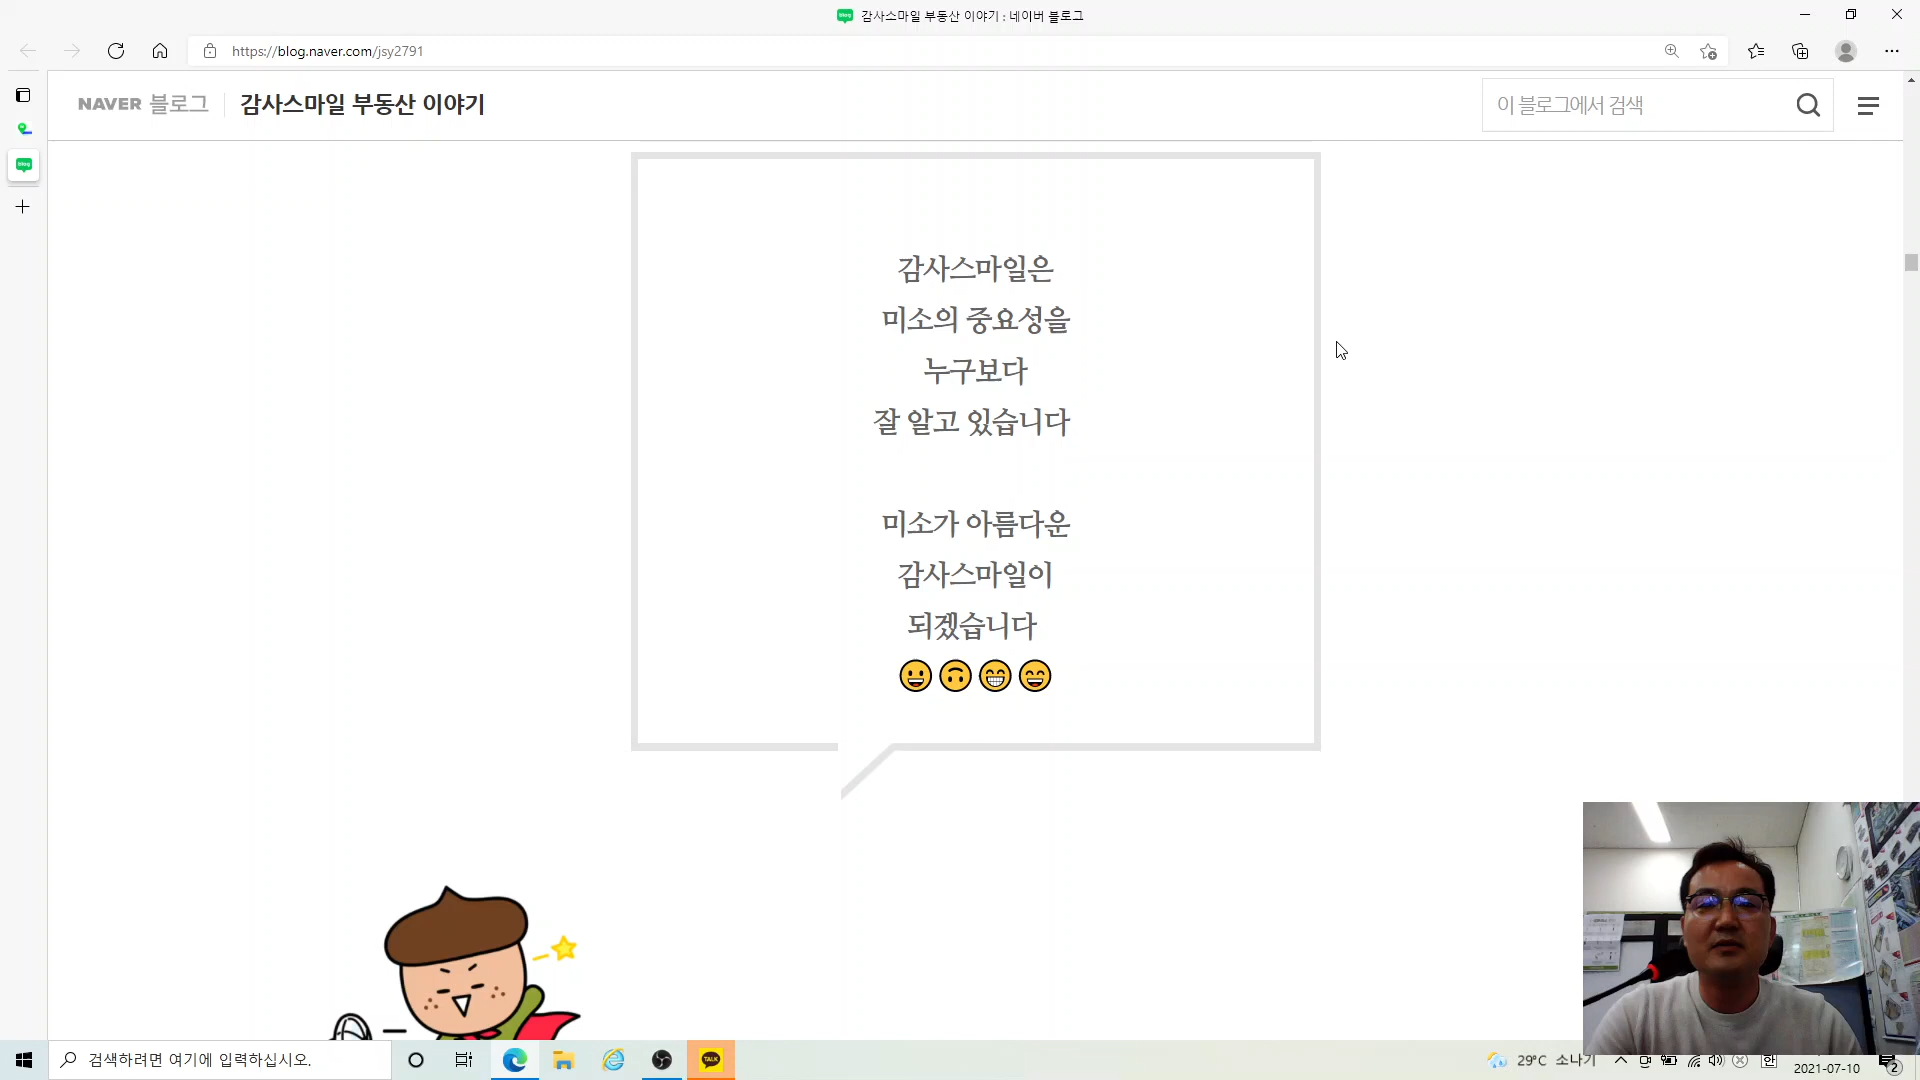 감사스마일 부동산 이야기 : 네이버 블로그
https://blog.naver.com/jsy2791
NAVER 블로그
감사스마일 부동산 이야기
이 블로그에서 검색
blog
감사스마일은
미소의 중요성을
누구보다
잘 알고 있습니다
미소가 아름다운
감사스마일이
되겠습니다
검색하려면 여기에 입력하십시오.
TALK
29°C 소나기
한
2021-07-10
2